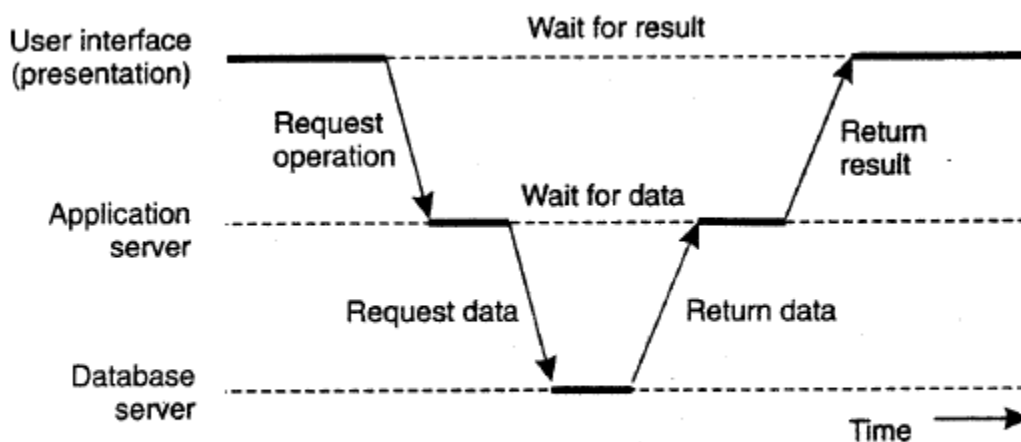 User interface
(presentation)
Wait for result
Request
operation
Return
result
Wait for data
Application
server
Request data
Return data
Database
server
Time